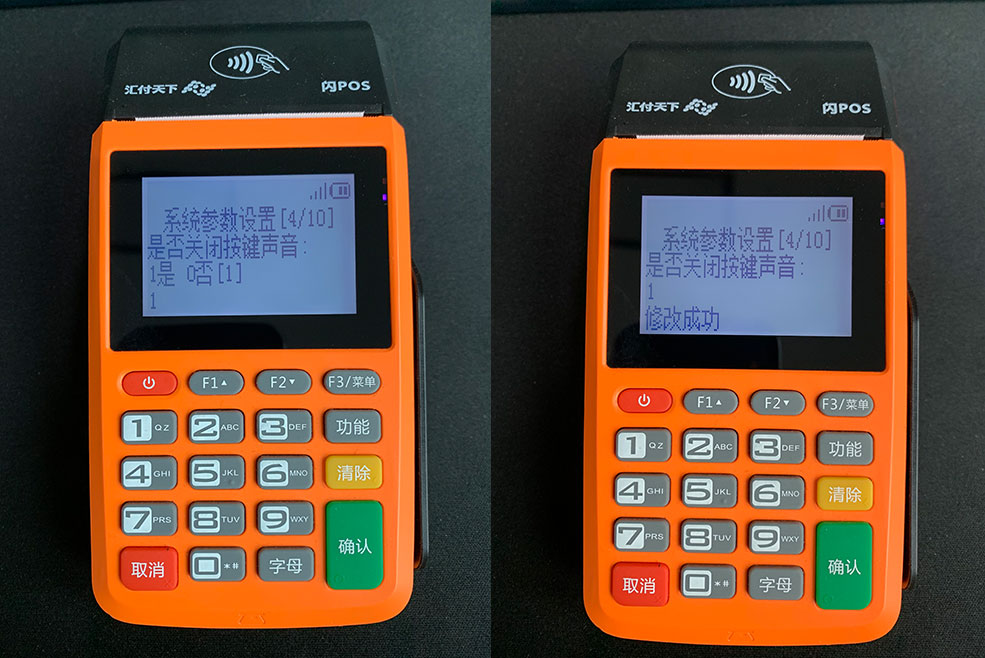 汇付天下
闪POS
系统参数设置[4/10]
是否关闭按键声音:
1是 0否[1]
1
F1▲
F2▼
F3/菜单
1 QZ
2 ABC
3 DEF
功能
4 GHI
5 JKL
6 MNO
清除
7 PRS
8 TUV
9 WXY
确认
取消
0 *#
字母
汇付天下
闪POS
系统参数设置[4/10]
是否关闭按键声音:
1
修改成功
F1▲
F2▼
F3/菜单
1 QZ
2 ABC
3 DEF
功能
4 GHI
5 JKL
6 MNO
清除
7 PRS
8 TUV
9 WXY
确认
取消
0 *#
字母